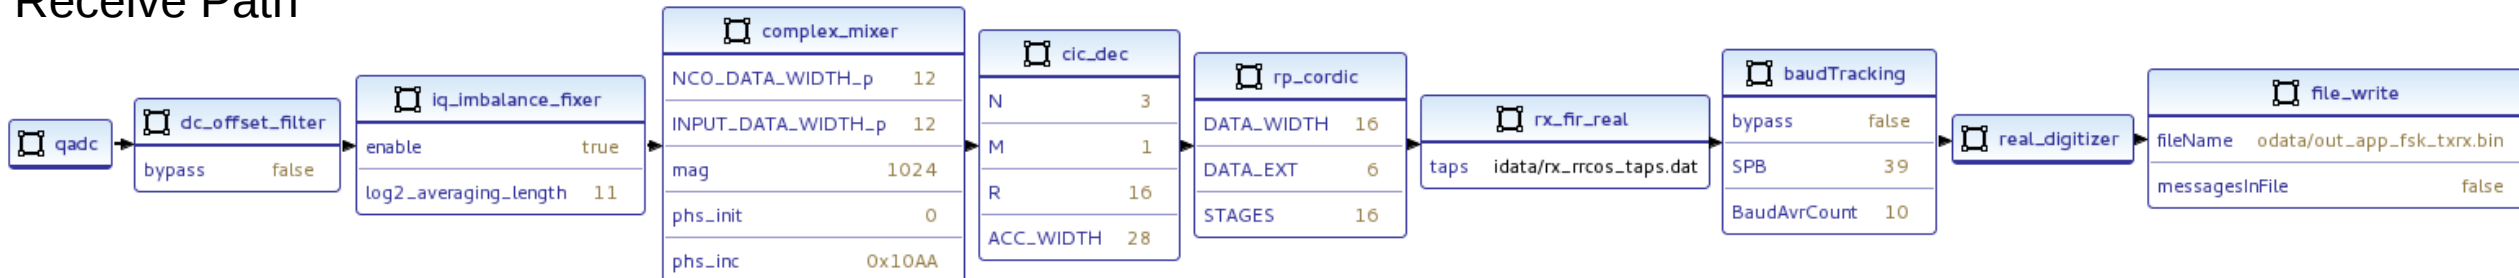 Receive Path
qadc
dc_offset_filter
bypass false
iq_imbalance_fixer
enable true
log2_averaging_length 11
complex_mixer
NCO_DATA_WIDTH_p 12
INPUT_DATA_WIDTH_p 12
mag 1024
phs_init 0
phs_inc 0x10AA
cic_dec
N 3
M 1
R 16
ACC_WIDTH 28
rp_cordic
DATA_WIDTH 16
DATA_EXT 6
STAGES 16
rx_fir_real
taps idata/rx_rrcos_taps.dat
baudTracking
bypass false
SPB 39
BaudAvrCount 10
real_digitizer
file_write
fileName odata/out_app_fsk_txrx.bin
messagesInFile false